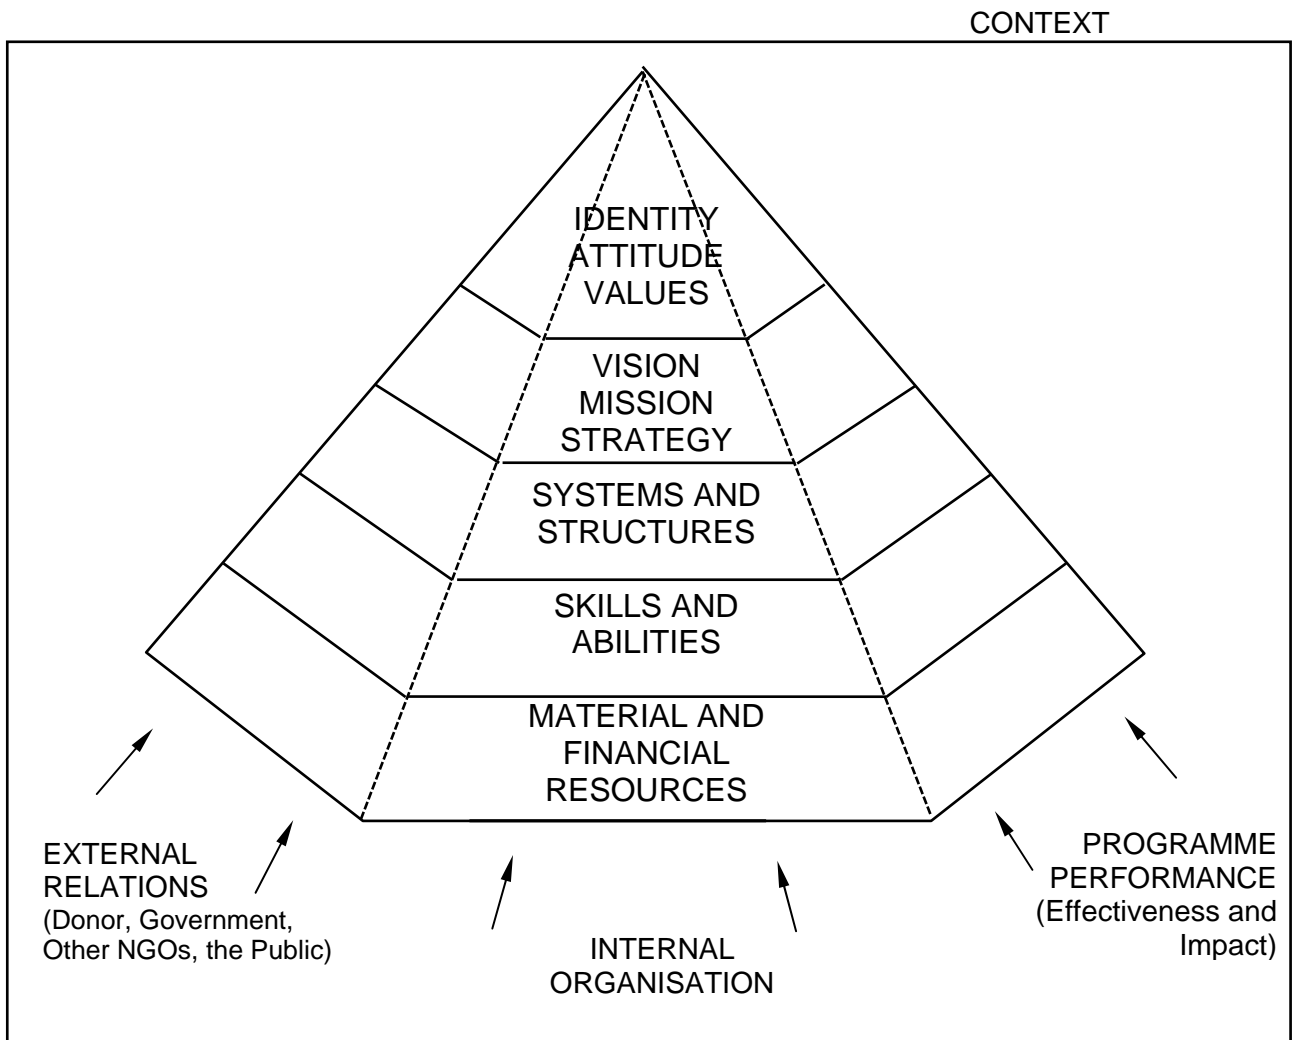 CONTEXT
IDENTITY
ATTITUDE
VALUES
VISION
MISSION
STRATEGY
SYSTEMS AND
STRUCTURES
SKILLS AND
ABILITIES
MATERIAL AND
FINANCIAL
RESOURCES
EXTERNAL
RELATIONS
(Donor, Government,
Other NGOs, the Public)
INTERNAL
ORGANISATION
PROGRAMME
PERFORMANCE
(Effectiveness and
Impact)